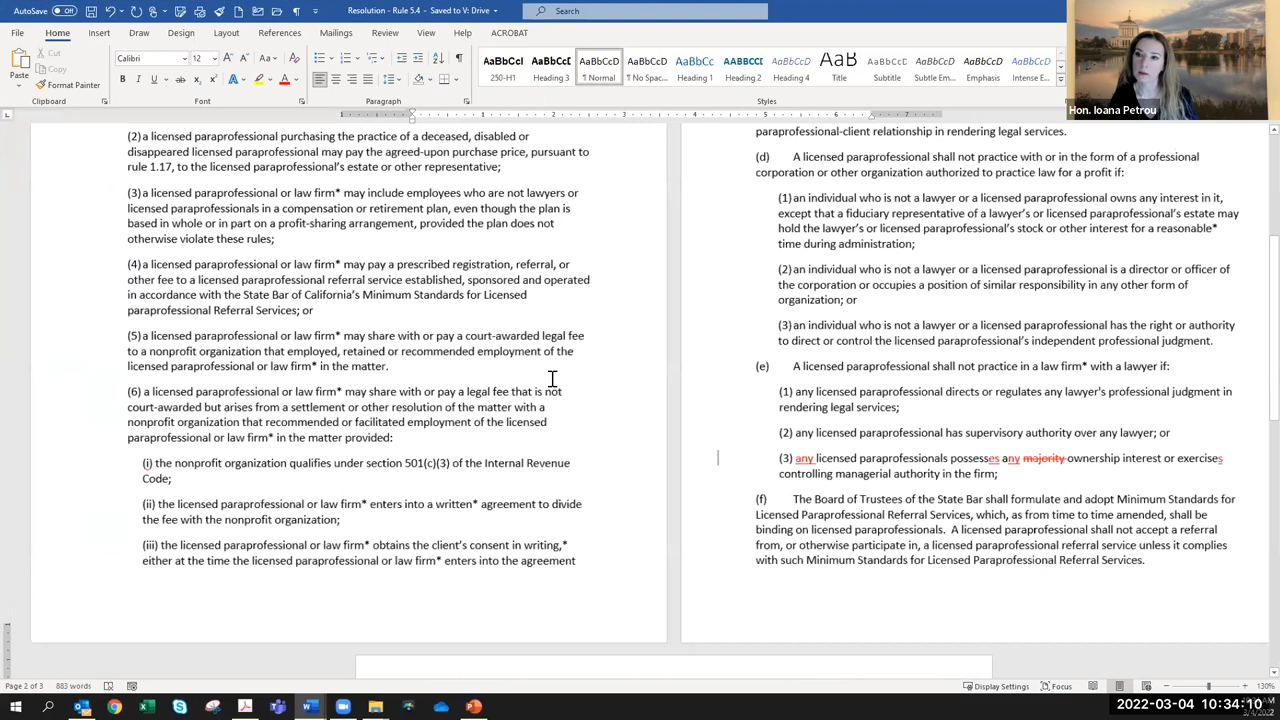 AutoSave On Resolution - Rule 5.4 - Saved to V: Drive Search
File Home Insert Draw Design Layout References Mailings Review View Help ACROBAT
Paste
Cut
Copy
Format Painter
Clipboard
Calibri 12
Font
Paragraph
AaBbCcI AaBbCcI AaBbCcD AaBbCcD AaBbCc AABBCC AaBbCcD AaB AaBbCcD AaBbCcD AaBbCcD AaBbCcD
250-H1 Heading 3 ¶ Normal ¶ No Spac... Heading 1 Heading 2 Heading 4 Title Subtitle Subtle Em... Emphasis Intense E...
Styles
Hon. Ioana Petrou
(2) a licensed paraprofessional purchasing the practice of a deceased, disabled or
disappeared licensed paraprofessional may pay the agreed-upon purchase price, pursuant to
rule 1.17, to the licensed paraprofessional's estate or other representative;
(3) a licensed paraprofessional or law firm* may include employees who are not lawyers or
licensed paraprofessionals in a compensation or retirement plan, even though the plan is
based in whole or in part on a profit-sharing arrangement, provided the plan does not
otherwise violate these rules;
(4) a licensed paraprofessional or law firm* may pay a prescribed registration, referral, or
other fee to a licensed paraprofessional referral service established, sponsored and operated
in accordance with the State Bar of California's Minimum Standards for Licensed
paraprofessional Referral Services; or
(5) a licensed paraprofessional or law firm* may share with or pay a court-awarded legal fee
to a nonprofit organization that employed, retained or recommended employment of the
licensed paraprofessional or law firm* in the matter.
(6) a licensed paraprofessional or law firm* may share with or pay a legal fee that is not
court-awarded but arises from a settlement or other resolution of the matter with a
nonprofit organization that recommended or facilitated employment of the licensed
paraprofessional or law firm* in the matter provided:
(i) the nonprofit organization qualifies under section 501(c)(3) of the Internal Revenue
Code;
(ii) the licensed paraprofessional or law firm* enters into a written* agreement to divide
the fee with the nonprofit organization;
(iii) the licensed paraprofessional or law firm* obtains the client's consent in writing,*
either at the time the licensed paraprofessional or law firm* enters into the agreement
paraprofessional-client relationship in rendering legal services.
(d) A licensed paraprofessional shall not practice with or in the form of a professional
corporation or other organization authorized to practice law for a profit if:
(1) an individual who is not a lawyer or a licensed paraprofessional owns any interest in it,
except that a fiduciary representative of a lawyer's or licensed paraprofessional's estate may
hold the lawyer's or licensed paraprofessional's stock or other interest for a reasonable*
time during administration;
(2) an individual who is not a lawyer or a licensed paraprofessional is a director or officer of
the corporation or occupies a position of similar responsibility in any other form of
organization; or
(3) an individual who is not a lawyer or a licensed paraprofessional has the right or authority
to direct or control the licensed paraprofessional's independent professional judgment.
(e) A licensed paraprofessional shall not practice in a law firm* with a lawyer if:
(1) any licensed paraprofessional directs or regulates any lawyer's professional judgment in
rendering legal services;
(2) any licensed paraprofessional has supervisory authority over any lawyer; or
(3) any licensed paraprofessionals possesses any majority ownership interest or exercises
controlling managerial authority in the firm;
(f) The Board of Trustees of the State Bar shall formulate and adopt Minimum Standards for
Licensed Paraprofessional Referral Services, which, as from time to time amended, shall be
binding on licensed paraprofessionals. A licensed paraprofessional shall not accept a referral
from, or otherwise participate in, a licensed paraprofessional referral service unless it complies
with such Minimum Standards for Licensed Paraprofessional Referral Services.
Page 2 of 3 883 words Display Settings Focus 130%
2022-03-04 10:34:10